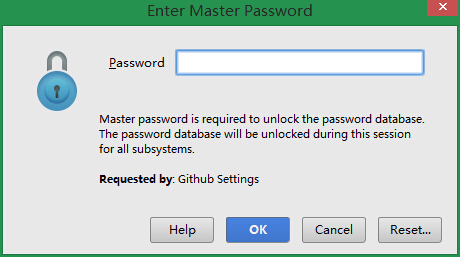 Enter Master Password
Password
Master password is required to unlock the password database.
The password database will be unlocked during this session
for all subsystems.
Requested by: Github Settings
Help
OK
Cancel
Reset...